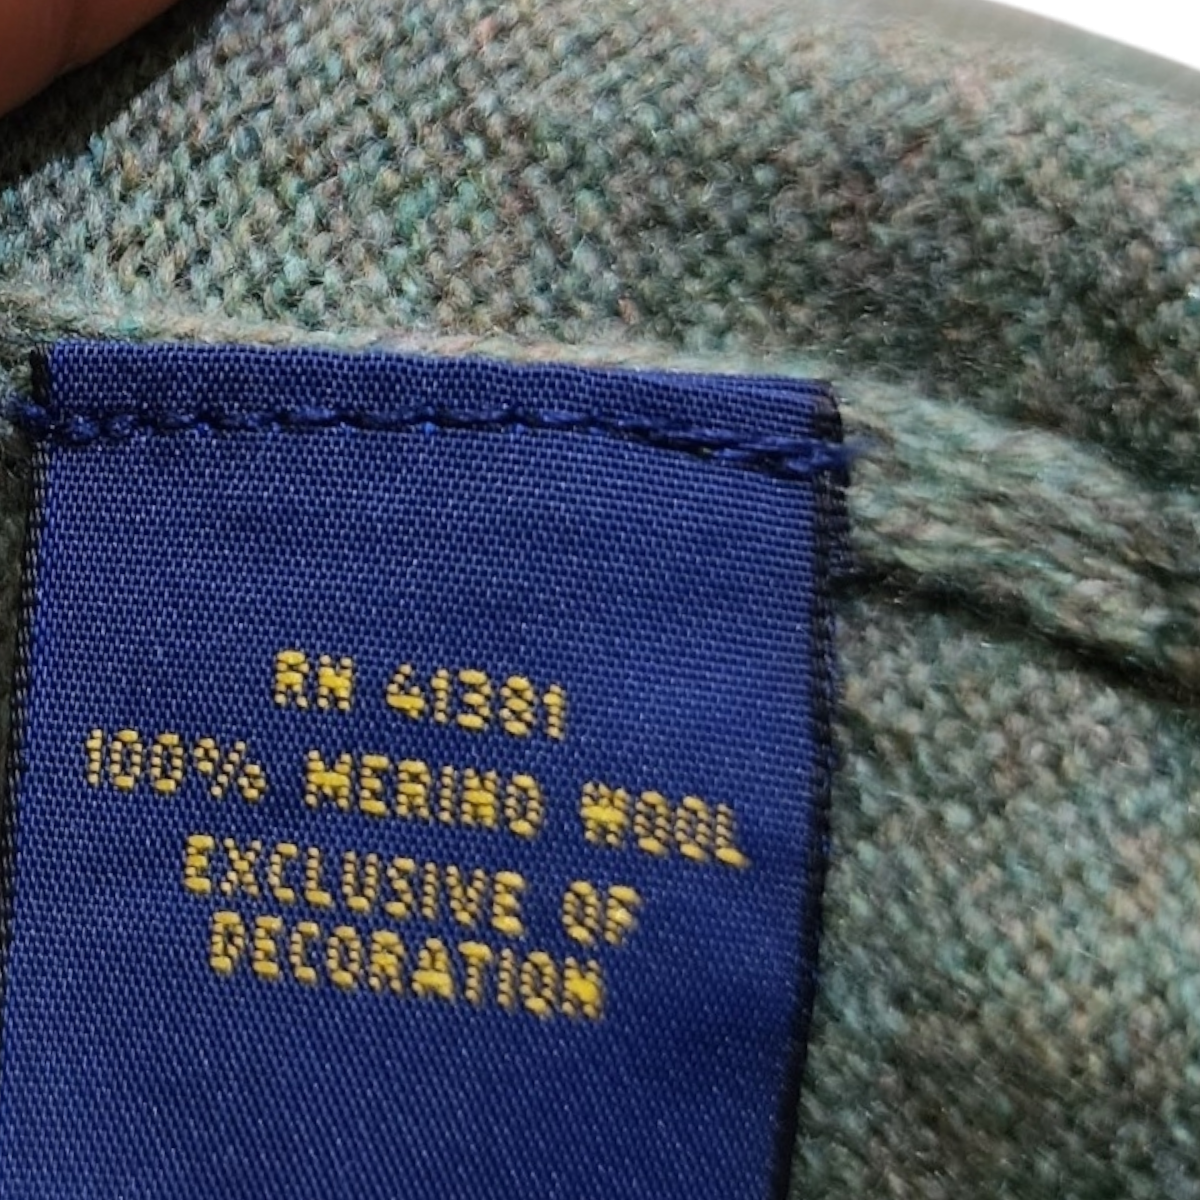 RN 41381
100% MERINO WOOL
EXCLUSIVE OF
DECORATION